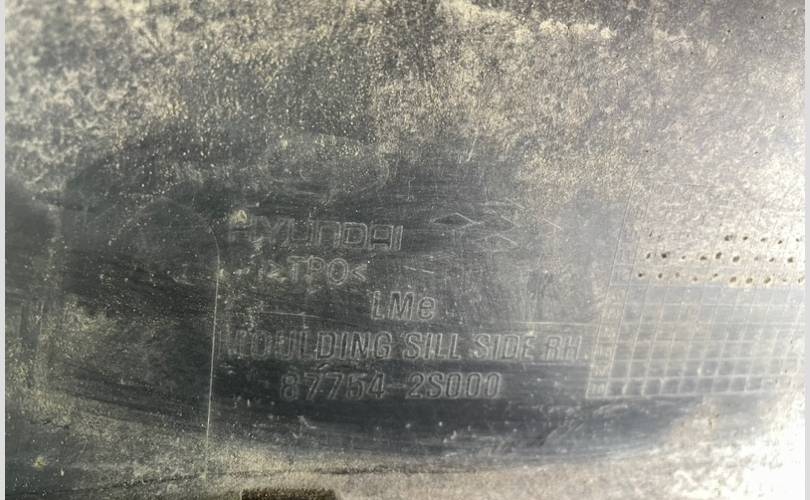 HYUNDAI
>TPO<
LMe
MOULDING SILL SIDE RH
87754-2S000